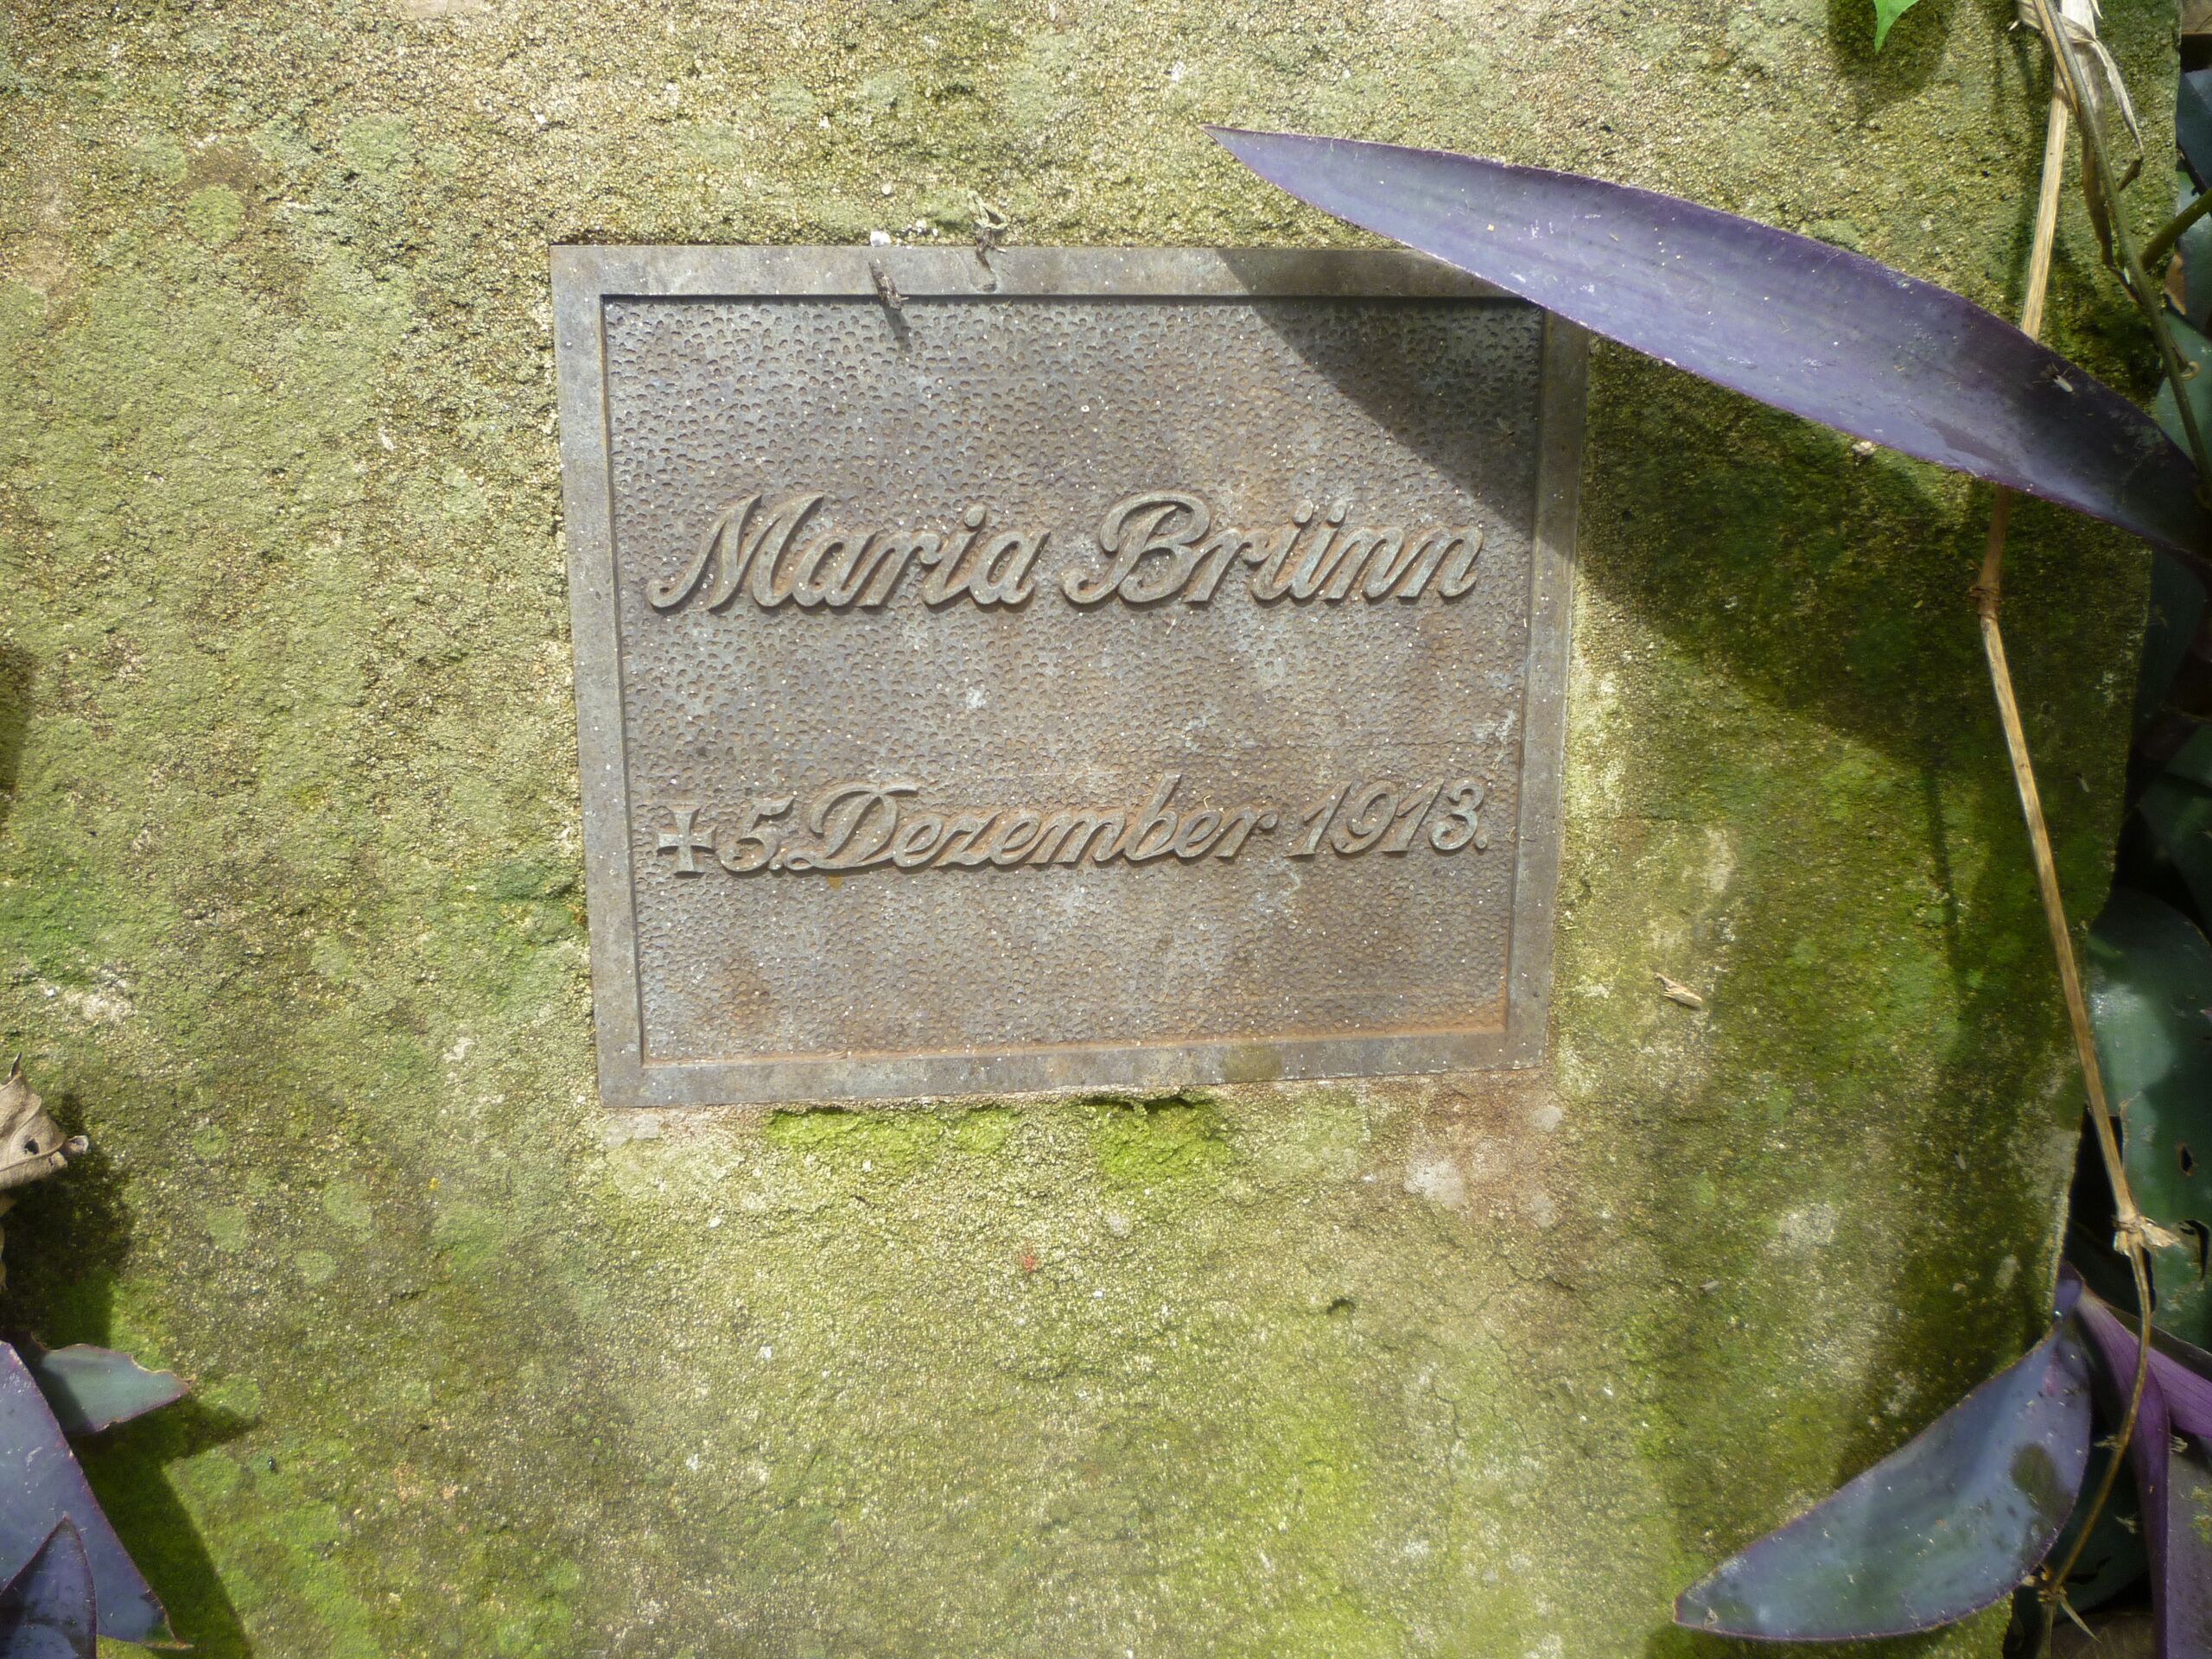 Maria Brünn
✠ 5. Dezember 1913.